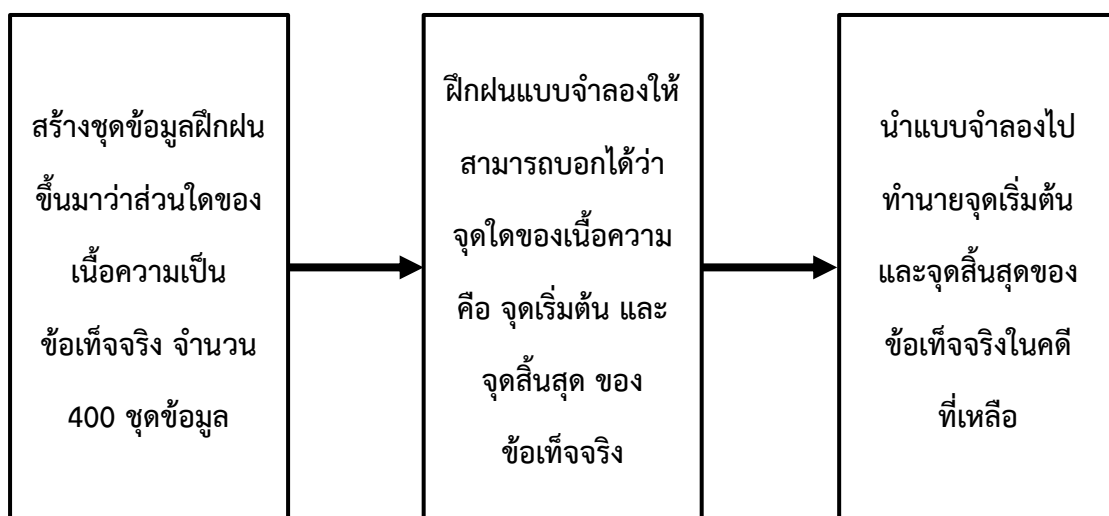 สร้างชุดข้อมูลฝึกฝน
ขึ้นมาว่าส่วนใดของ
เนื้อความเป็น
ข้อเท็จจริง จำนวน
400 ชุดข้อมูล
ฝึกฝนแบบจำลองให้
สามารถบอกได้ว่า
จุดใดของเนื้อความ
คือ จุดเริ่มต้น และ
จุดสิ้นสุด ของ
ข้อเท็จจริง
นำแบบจำลองไป
ทำนายจุดเริ่มต้น
และจุดสิ้นสุดของ
ข้อเท็จจริงในคดี
ที่เหลือ